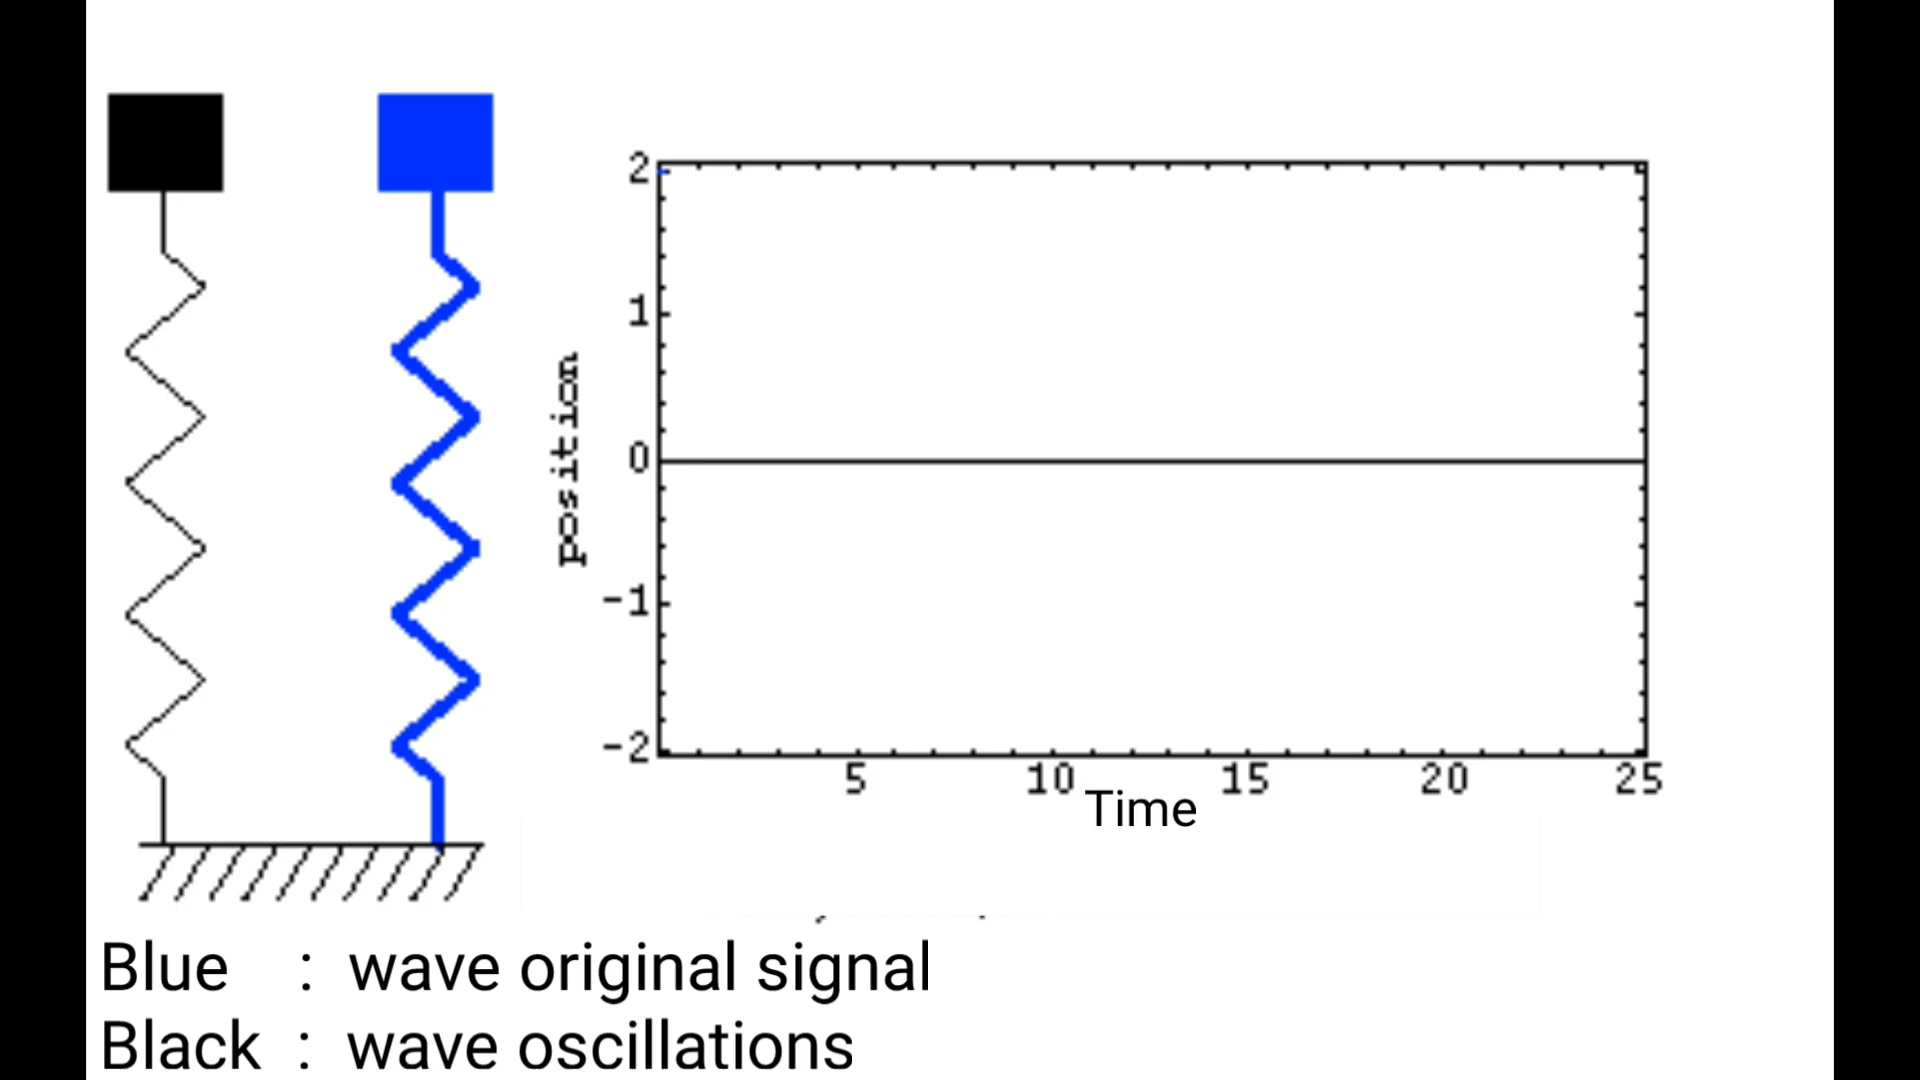 2
1
0
-1
-2
position
5 10 15 20 25
Time
Blue : wave original signal
Black : wave oscillations